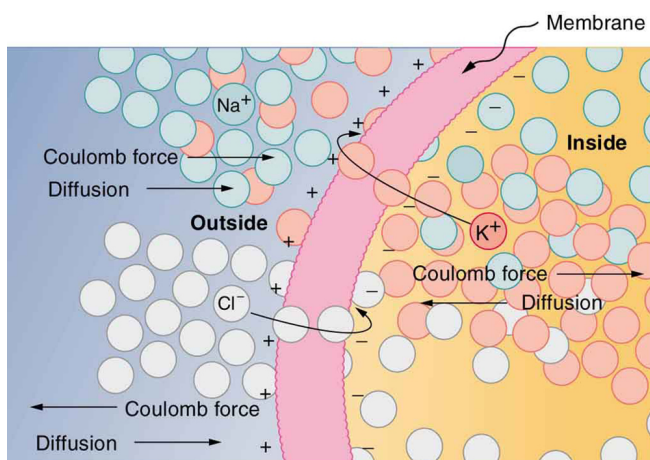 Membrane
Na⁺
Inside
Coulomb force
Diffusion
Outside
K⁺
Coulomb force
Cl⁻
Diffusion
Coulomb force
Diffusion